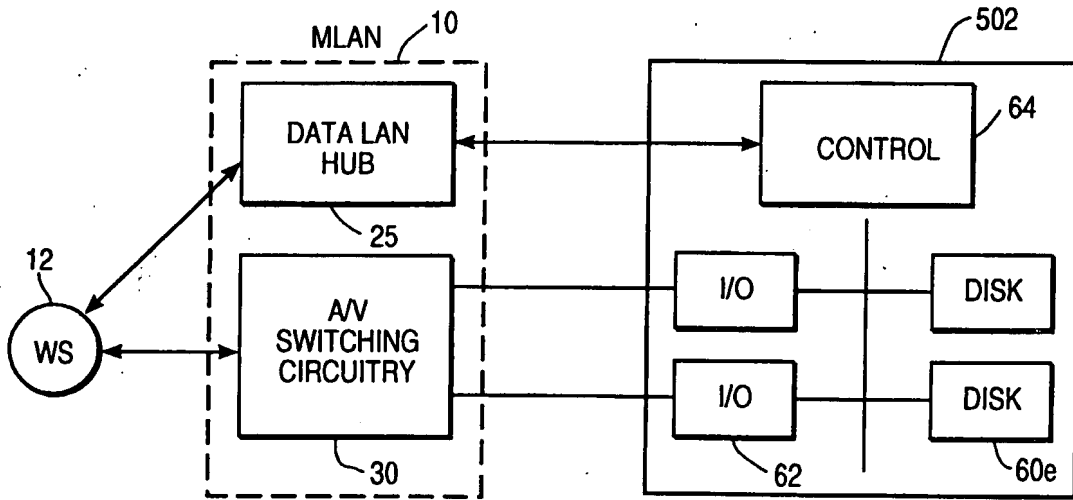 MLAN
10
502
DATA LAN
HUB
CONTROL
64
25
12
WS
A/V
SWITCHING
CIRCUITRY
I/O
DISK
I/O
DISK
30
62
60e